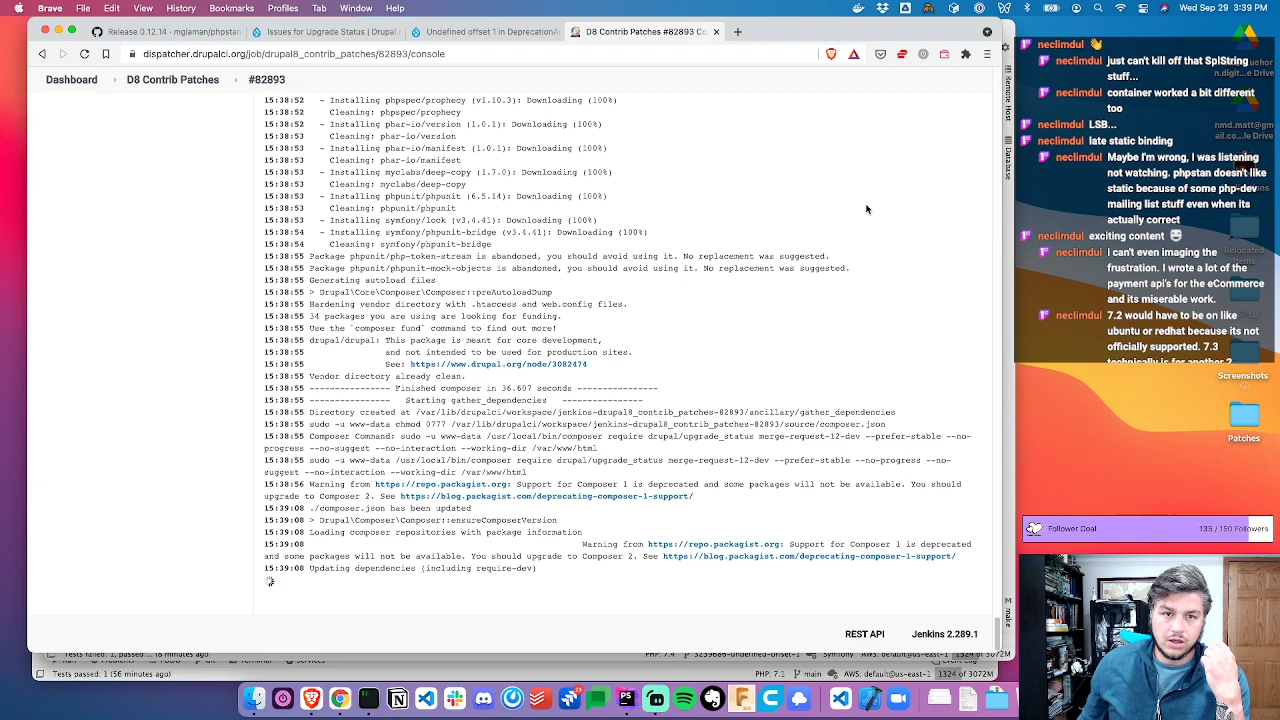 Brave
File
Edit
View
History
Bookmarks
Profiles
Tab
Window
Help
Wed Sep 29 3:39 PM
Release 0.12.14 · mglaman/phpstan
Issues for Upgrade Status | Drupal.
Undefined offset 1 in DeprecationA
D8 Contrib Patches #82893 Co
dispatcher.drupalci.org/job/drupal8_contrib_patches/82893/console
Dashboard
D8 Contrib Patches
#82893
15:38:52 - Installing phpspec/prophecy (v1.10.3): Downloading (100%)
15:38:52 Cleaning: phpspec/prophecy
15:38:52 - Installing phar-io/version (1.0.1): Downloading (100%)
15:38:53 Cleaning: phar-io/version
15:38:53 - Installing phar-io/manifest (1.0.1): Downloading (100%)
15:38:53 Cleaning: phar-io/manifest
15:38:53 - Installing myclabs/deep-copy (1.7.0): Downloading (100%)
15:38:53 Cleaning: myclabs/deep-copy
15:38:53 - Installing phpunit/phpunit (6.5.14): Downloading (100%)
15:38:53 Cleaning: phpunit/phpunit
15:38:53 - Installing symfony/lock (v3.4.41): Downloading (100%)
15:38:54 - Installing symfony/phpunit-bridge (v3.4.41): Downloading (100%)
15:38:54 Cleaning: symfony/phpunit-bridge
15:38:55 Package phpunit/php-token-stream is abandoned, you should avoid using it. No replacement was suggested.
15:38:55 Package phpunit/phpunit-mock-objects is abandoned, you should avoid using it. No replacement was suggested.
15:38:55 Generating autoload files
15:38:55 > Drupal\Core\Composer\Composer::preAutoloadDump
15:38:55 Hardening vendor directory with .htaccess and web.config files.
15:38:55 34 packages you are using are looking for funding.
15:38:55 Use the `composer fund` command to find out more!
15:38:55 drupal/drupal: This package is meant for core development,
15:38:55 and not intended to be used for production sites.
15:38:55 See: https://www.drupal.org/node/3082474
15:38:55 Vendor directory already clean.
15:38:55 ---------------- Finished composer in 36.607 seconds ----------------
15:38:55 ---------------- Starting gather_dependencies ----------------
15:38:55 Directory created at /var/lib/drupalci/workspace/jenkins-drupal8_contrib_patches-82893/ancillary/gather_dependencies
15:38:55 sudo -u www-data chmod 0777 /var/lib/drupalci/workspace/jenkins-drupal8_contrib_patches-82893/source/composer.json
15:38:55 Composer Command: sudo -u www-data /usr/local/bin/composer require drupal/upgrade_status merge-request-12-dev --prefer-stable --no-
progress --no-suggest --no-interaction --working-dir /var/www/html
15:38:55 sudo -u www-data /usr/local/bin/composer require drupal/upgrade_status merge-request-12-dev --prefer-stable --no-progress --no-
suggest --no-interaction --working-dir /var/www/html
15:38:56 Warning from https://repo.packagist.org: Support for Composer 1 is deprecated and some packages will not be available. You should
upgrade to Composer 2. See https://blog.packagist.com/deprecating-composer-1-support/
15:39:08 ./composer.json has been updated
15:39:08 > Drupal\Composer\Composer::ensureComposerVersion
15:39:08 Loading composer repositories with package information
15:39:08 Warning from https://repo.packagist.org: Support for Composer 1 is deprecated
and some packages will not be available. You should upgrade to Composer 2. See https://blog.packagist.com/deprecating-composer-1-support/
15:39:08 Updating dependencies (including require-dev)
REST API
Jenkins 2.289.1
Remote Host
Database
make
Tests passed: 1 (56 minutes ago)
PHP: 7.1
Symfony
AWS: default@us-east-1
1324 of 3072M
neclimdul 👋
neclimdul just can't kill off that SplString
stuff...
neclimdul container worked a bit different
too
neclimdul LSB...
neclimdul late static binding
neclimdul Maybe I'm wrong, I was listening
not watching. phpstan doesn't like
static because of some php-dev
mailing list stuff even when its
actually correct
neclimdul exciting content
neclimdul i can't even imaging the
frustration. I wrote a lot of the
payment api's for the eCommerce
and its miserable work.
neclimdul 7.2 would have to be on like
ubuntu or redhat because its not
officially supported. 7.3
technically is for another 2
Relocated
Items
Screenshots
Patches
Follower Goal
135 / 150 Followers